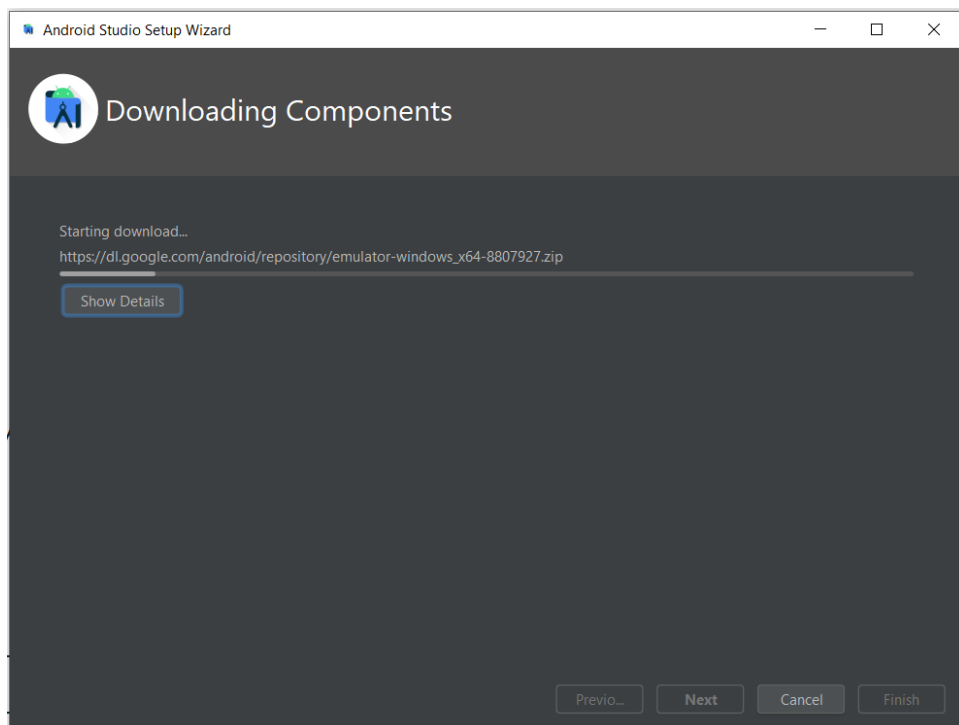 Android Studio Setup Wizard
Downloading Components
Starting download...
https://dl.google.com/android/repository/emulator-windows_x64-8807927.zip
Show Details
Previo... Next Cancel Finish